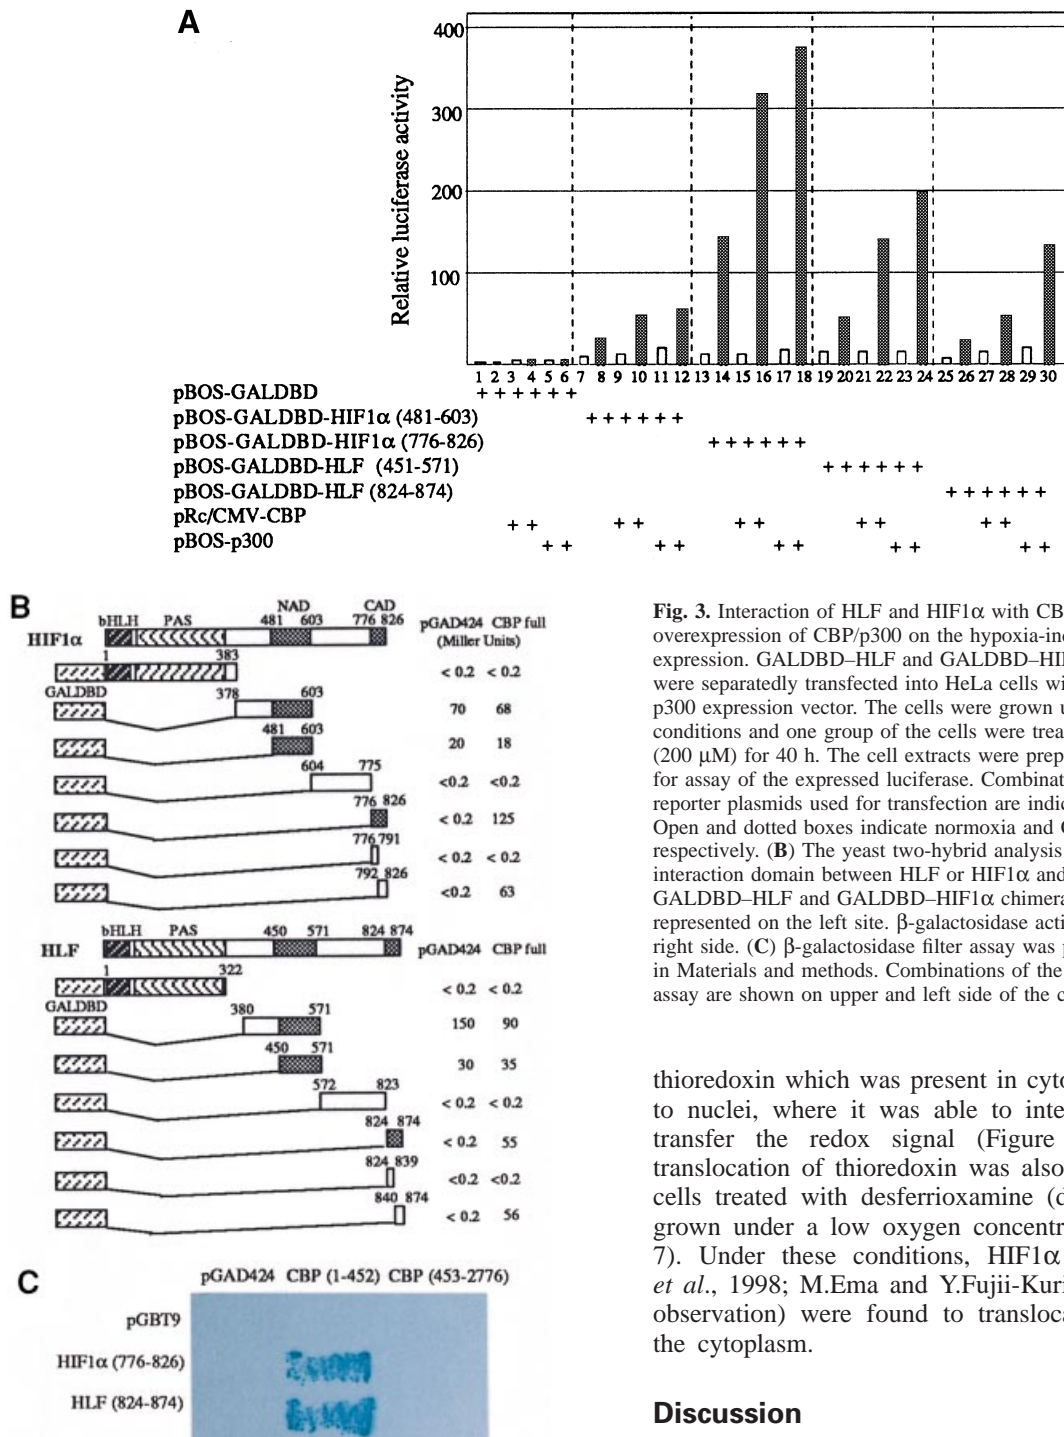 A
400
300
200
100
Relative luciferase activity
1 2 3 4 5 6 7 8 9 10 11 12 13 14 15 16 17 18 19 20 21 22 23 24 25 26 27 28 29 30
pBOS-GALDBD + + + + + +
pBOS-GALDBD-HIF1α (481-603) + + + + + +
pBOS-GALDBD-HIF1α (776-826) + + + + + +
pBOS-GALDBD-HLF (451-571) + + + + + +
pBOS-GALDBD-HLF (824-874) + + + + + +
pRc/CMV-CBP + + + + + + + + + +
pBOS-p300 + + + + + + + + + +
B
NAD CAD
bHLH PAS 481 603 776 826 pGAD424 CBP full
HIF1α (Miller Units)
1 383
< 0.2 < 0.2
GALDBD 378 603
70 68
481 603
20 18
604 775
<0.2 <0.2
776 826
< 0.2 125
776 791
< 0.2 < 0.2
792 826
<0.2 63
bHLH PAS 450 571 824 874
HLF pGAD424 CBP full
1 322
< 0.2 < 0.2
GALDBD 380 571
150 90
450 571
30 35
572 823
< 0.2 < 0.2
824 874
< 0.2 55
824 839
<0.2 <0.2
840 874
< 0.2 56
C
pGAD424 CBP (1-452) CBP (453-2776)
pGBT9
HIF1α (776-826)
HLF (824-874)
Fig. 3. Interaction of HLF and HIF1α with CB
overexpression of CBP/p300 on the hypoxia-in
expression. GALDBD–HLF and GALDBD–HI
were separatedly transfected into HeLa cells wi
p300 expression vector. The cells were grown u
conditions and one group of the cells were trea
(200 μM) for 40 h. The cell extracts were prep
for assay of the expressed luciferase. Combinat
reporter plasmids used for transfection are indic
Open and dotted boxes indicate normoxia and C
respectively. (B) The yeast two-hybrid analysis
interaction domain between HLF or HIF1α and
GALDBD–HLF and GALDBD–HIF1α chimera
represented on the left site. β-galactosidase acti
right side. (C) β-galactosidase filter assay was p
in Materials and methods. Combinations of the
assay are shown on upper and left side of the c
thioredoxin which was present in cyto
to nuclei, where it was able to inte
transfer the redox signal (Figure
translocation of thioredoxin was also
cells treated with desferrioxamine (d
grown under a low oxygen concentr
7). Under these conditions, HIF1α
et al., 1998; M.Ema and Y.Fujii-Kuri
observation) were found to transloca
the cytoplasm.
Discussion